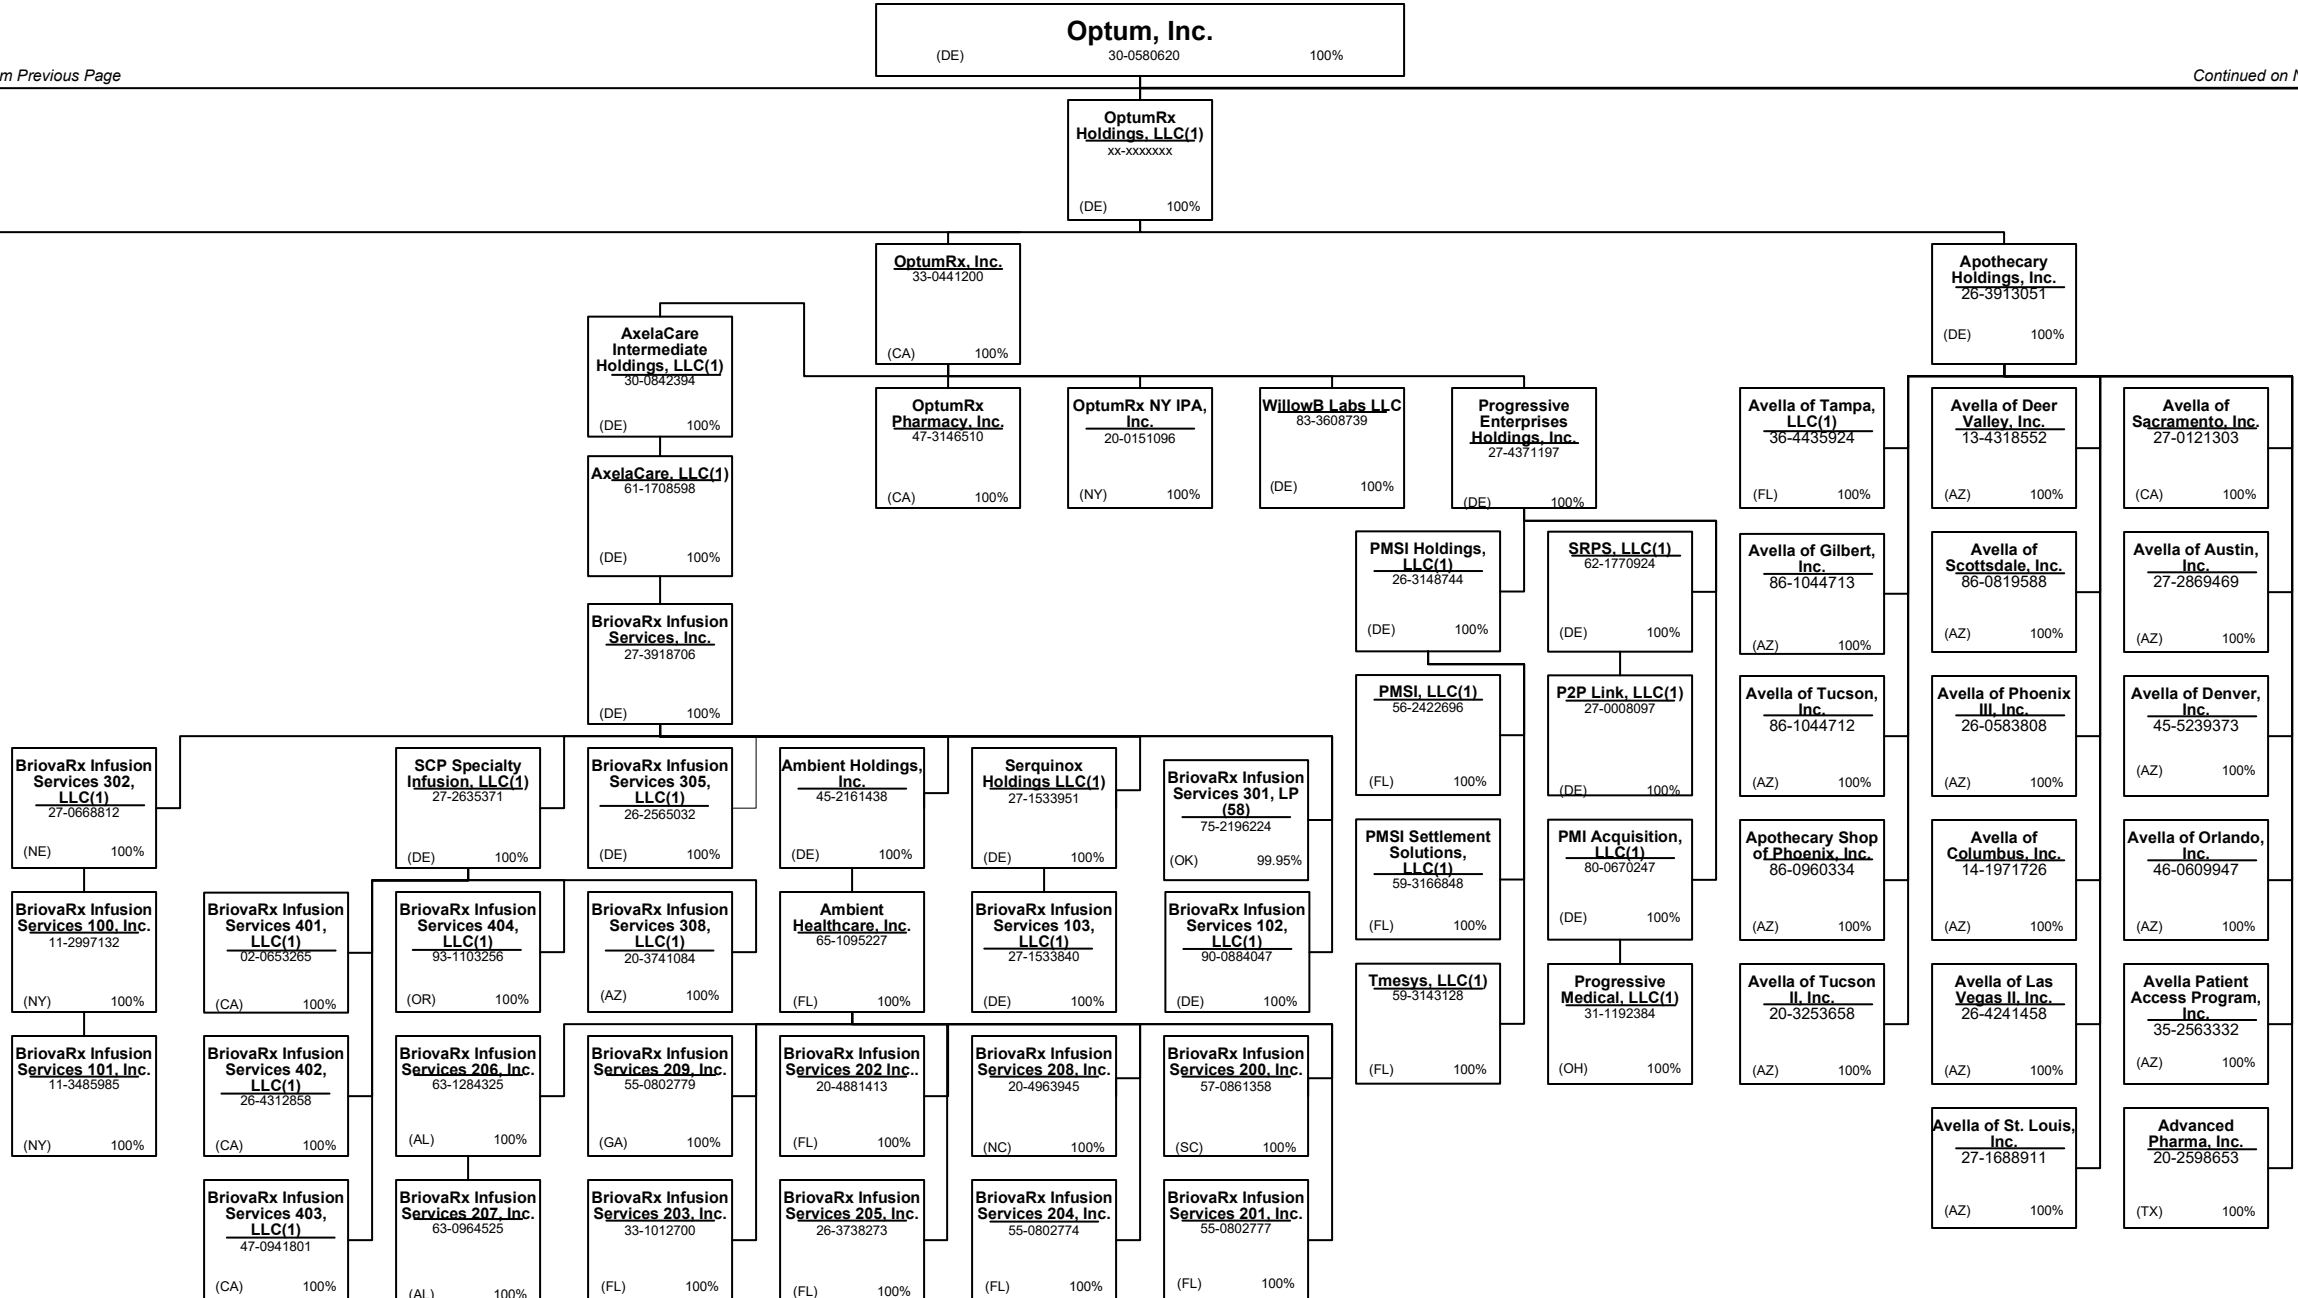 Optum, Inc.
(DE) 30-0580620 100%
m Previous Page
Continued on N
OptumRx
Holdings, LLC(1)
xx-xxxxxxx
(DE) 100%
OptumRx, Inc.
33-0441200
(CA) 100%
Apothecary
Holdings, Inc.
26-3913051
(DE) 100%
AxelaCare
Intermediate
Holdings, LLC(1)
30-0842394
(DE) 100%
AxelaCare, LLC(1)
61-1708598
(DE) 100%
BriovaRx Infusion
Services, Inc.
27-3918706
(DE) 100%
OptumRx
Pharmacy, Inc.
47-3146510
(CA) 100%
OptumRx NY IPA,
Inc.
20-0151096
(NY) 100%
WillowB Labs LLC
83-3608739
(DE) 100%
Progressive
Enterprises
Holdings, Inc.
27-4371197
(DE) 100%
PMSI Holdings,
LLC(1)
26-3148744
(DE) 100%
SRPS, LLC(1)
62-1770924
(DE) 100%
PMSI, LLC(1)
56-2422696
(FL) 100%
P2P Link, LLC(1)
27-0008097
(DE) 100%
PMSI Settlement
Solutions,
LLC(1)
59-3166848
(FL) 100%
PMI Acquisition,
LLC(1)
80-0670247
(DE) 100%
Tmesys, LLC(1)
59-3143128
(FL) 100%
Progressive
Medical, LLC(1)
31-1192384
(OH) 100%
Avella of Tampa,
LLC(1)
36-4435924
(FL) 100%
Avella of Deer
Valley, Inc.
13-4318552
(AZ) 100%
Avella of
Sacramento, Inc.
27-0121303
(CA) 100%
Avella of Gilbert,
Inc.
86-1044713
(AZ) 100%
Avella of
Scottsdale, Inc.
86-0819588
(AZ) 100%
Avella of Austin,
Inc.
27-2869469
(AZ) 100%
Avella of Tucson,
Inc.
86-1044712
(AZ) 100%
Avella of Phoenix
III, Inc.
26-0583808
(AZ) 100%
Avella of Denver,
Inc.
45-5239373
(AZ) 100%
Apothecary Shop
of Phoenix, Inc.
86-0960334
(AZ) 100%
Avella of
Columbus, Inc.
14-1971726
(AZ) 100%
Avella of Orlando,
Inc.
46-0609947
(AZ) 100%
Avella of Tucson
II, Inc.
20-3253658
(AZ) 100%
Avella of Las
Vegas II, Inc.
26-4241458
(AZ) 100%
Avella Patient
Access Program,
Inc.
35-2563332
(AZ) 100%
Avella of St. Louis,
Inc.
27-1688911
(AZ) 100%
Advanced
Pharma, Inc.
20-2598653
(TX) 100%
BriovaRx Infusion
Services 302,
LLC(1)
27-0668812
(NE) 100%
SCP Specialty
Infusion, LLC(1)
27-2635371
(DE) 100%
BriovaRx Infusion
Services 305,
LLC(1)
26-2565032
(DE) 100%
Ambient Holdings,
Inc.
45-2161438
(DE) 100%
Serquinox
Holdings LLC(1)
27-1533951
(DE) 100%
BriovaRx Infusion
Services 301, LP
(58)
75-2196224
(OK) 99.95%
BriovaRx Infusion
Services 100, Inc.
11-2997132
(NY) 100%
BriovaRx Infusion
Services 401,
LLC(1)
02-0653265
(CA) 100%
BriovaRx Infusion
Services 404,
LLC(1)
93-1103256
(OR) 100%
BriovaRx Infusion
Services 308,
LLC(1)
20-3741084
(AZ) 100%
Ambient
Healthcare, Inc.
65-1095227
(FL) 100%
BriovaRx Infusion
Services 103,
LLC(1)
27-1533840
(DE) 100%
BriovaRx Infusion
Services 102,
LLC(1)
90-0884047
(DE) 100%
BriovaRx Infusion
Services 101, Inc.
11-3485985
(NY) 100%
BriovaRx Infusion
Services 402,
LLC(1)
26-4312858
(CA) 100%
BriovaRx Infusion
Services 206, Inc.
63-1284325
(AL) 100%
BriovaRx Infusion
Services 209, Inc.
55-0802779
(GA) 100%
BriovaRx Infusion
Services 202 Inc..
20-4881413
(FL) 100%
BriovaRx Infusion
Services 208, Inc.
20-4963945
(NC) 100%
BriovaRx Infusion
Services 200, Inc.
57-0861358
(SC) 100%
BriovaRx Infusion
Services 403,
LLC(1)
47-0941801
(CA) 100%
BriovaRx Infusion
Services 207, Inc.
63-0964525
(AL) 100%
BriovaRx Infusion
Services 203, Inc.
33-1012700
(FL) 100%
BriovaRx Infusion
Services 205, Inc.
26-3738273
(FL) 100%
BriovaRx Infusion
Services 204, Inc.
55-0802774
(FL) 100%
BriovaRx Infusion
Services 201, Inc.
55-0802777
(FL) 100%